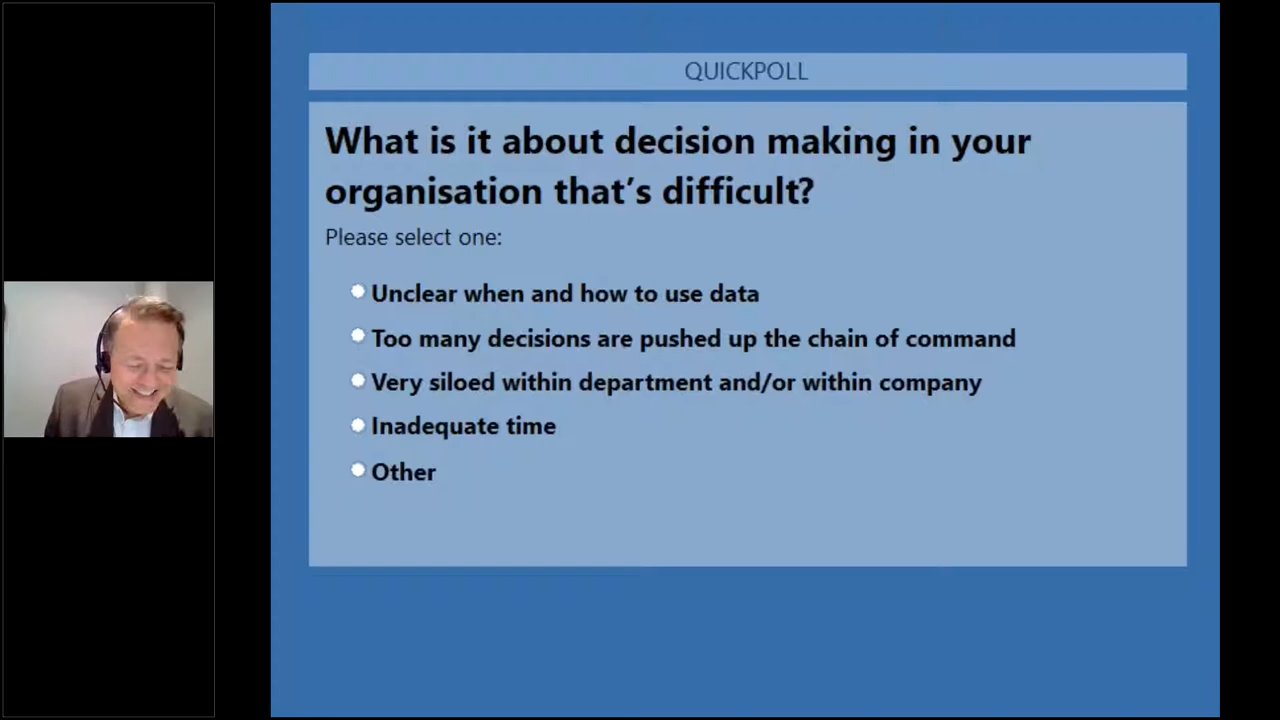 QUICKPOLL
What is it about decision making in your
organisation that’s difficult?
Please select one:
Unclear when and how to use data
Too many decisions are pushed up the chain of command
Very siloed within department and/or within company
Inadequate time
Other